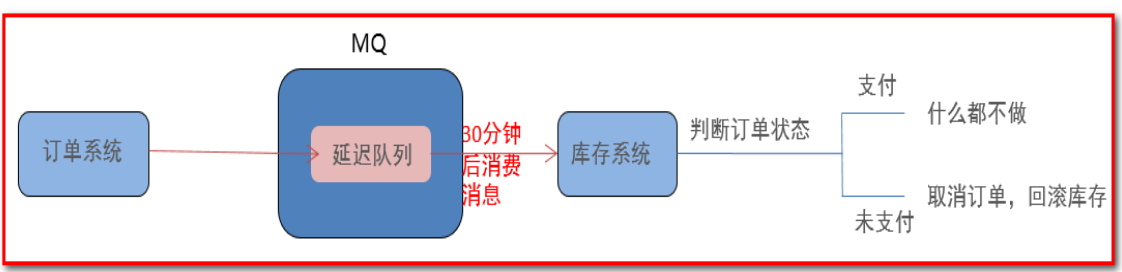 MQ
订单系统
延迟队列
30分钟
后消费
消息
库存系统
判断订单状态
支付
什么都不做
未支付
取消订单，回滚库存